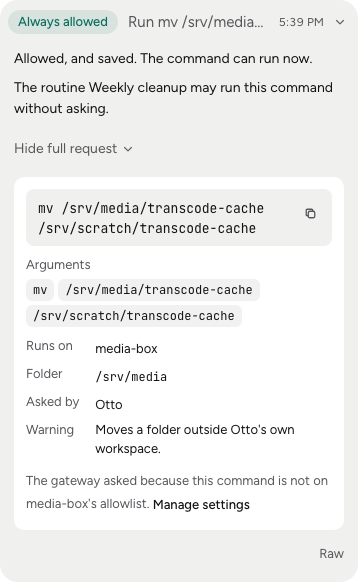 Always allowed Run mv /srv/media... 5:39 PM
Allowed, and saved. The command can run now.
The routine Weekly cleanup may run this command
without asking.
Hide full request
mv /srv/media/transcode-cache
/srv/scratch/transcode-cache
Arguments
mv /srv/media/transcode-cache
/srv/scratch/transcode-cache
Runs on media-box
Folder /srv/media
Asked by Otto
Warning Moves a folder outside Otto's own
workspace.
The gateway asked because this command is not on
media-box's allowlist. Manage settings
Raw